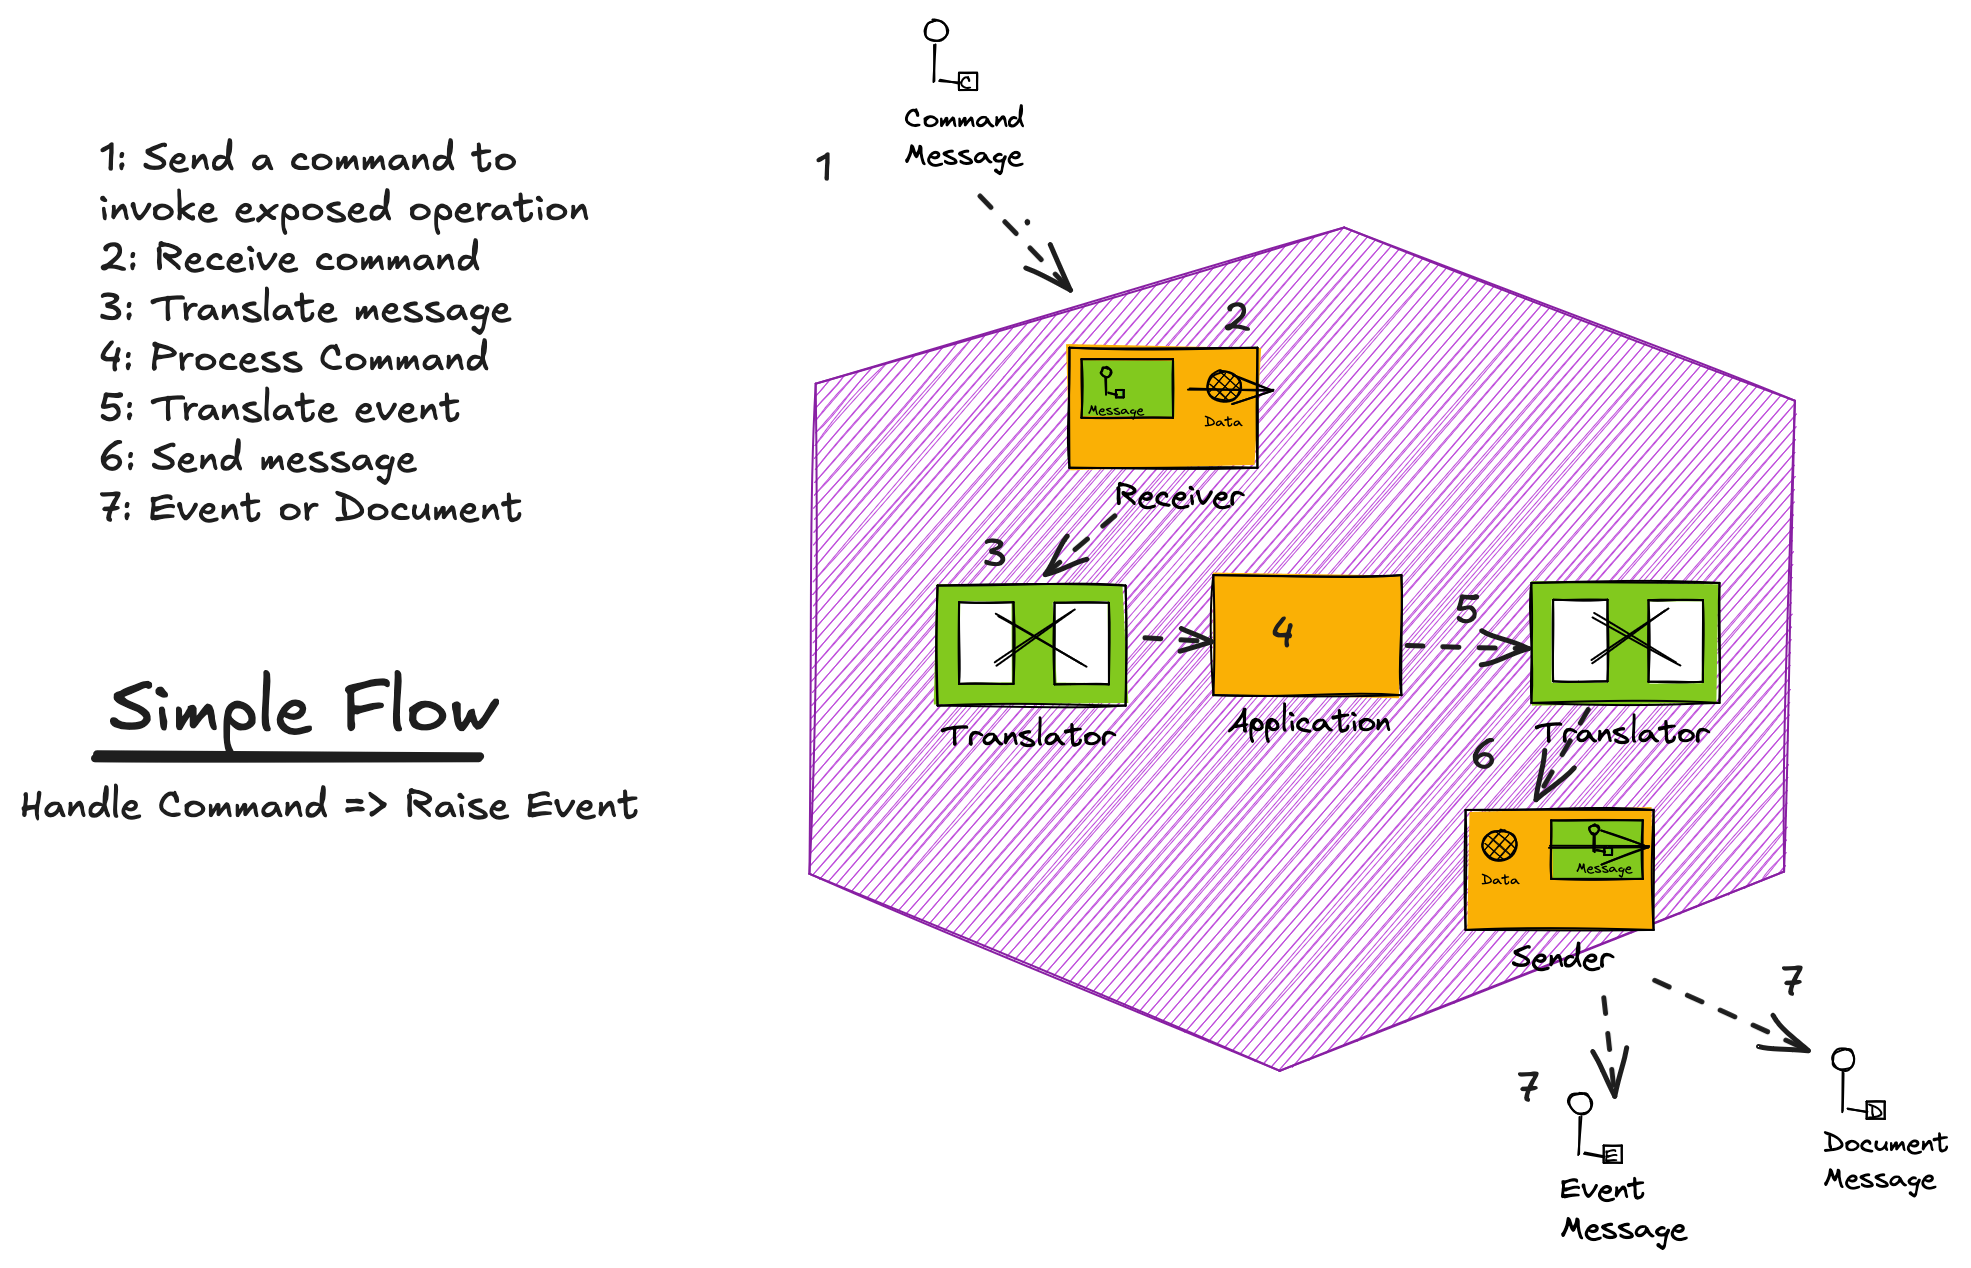 1: Send a command to
invoke exposed operation
2: Receive command
3: Translate message
4: Process Command
5: Translate event
6: Send message
7: Event or Document
Simple Flow
Handle Command => Raise Event
C
Command
Message
1
2
Message
Data
Receiver
3
Translator
4
Application
5
Translator
6
Data
Message
Sender
7
7
E
Event
Message
D
Document
Message